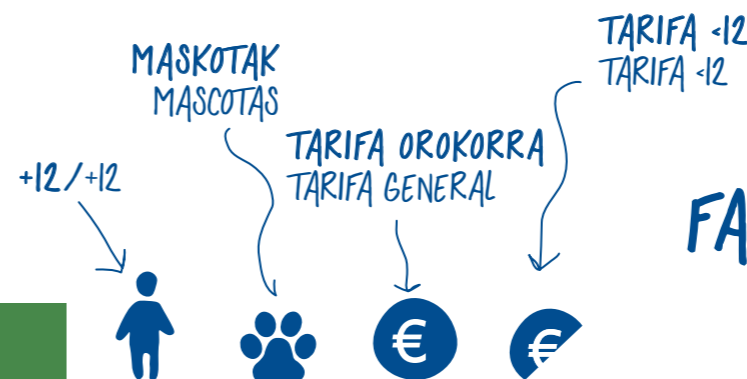 TARIFA <12
TARIFA <12
MASKOTAK
MASCOTAS
TARIFA OROKORRA
TARIFA GENERAL
+12/+12
FA
€
€